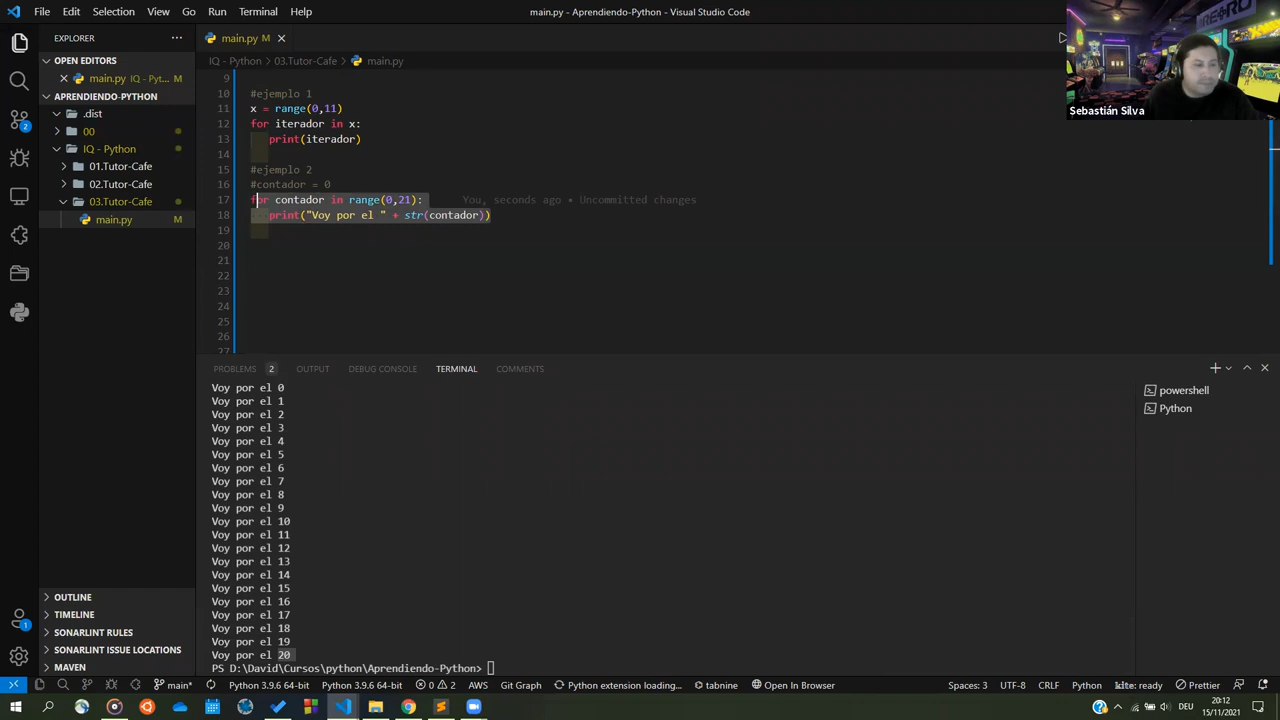 File Edit Selection View Go Run Terminal Help
main.py - Aprendiendo-Python - Visual Studio Code
EXPLORER
OPEN EDITORS
main.py IQ - Pyt... M
APRENDIENDO-PYTHON
.dist
00
IQ - Python
01.Tutor-Cafe
02.Tutor-Cafe
03.Tutor-Cafe
main.py M
OUTLINE
TIMELINE
SONARLINT RULES
SONARLINT ISSUE LOCATIONS
MAVEN
main.py M
IQ - Python > 03.Tutor-Cafe > main.py
9
10 #ejemplo 1
11 x = range(0,11)
12 for iterador in x:
13 print(iterador)
14
15 #ejemplo 2
16 #contador = 0
17 for contador in range(0,21): You, seconds ago • Uncommitted changes
18 print("Voy por el " + str(contador))
19
20
21
22
23
24
25
26
27
Sebastián Silva
PROBLEMS 2 OUTPUT DEBUG CONSOLE TERMINAL COMMENTS
Voy por el 0
Voy por el 1
Voy por el 2
Voy por el 3
Voy por el 4
Voy por el 5
Voy por el 6
Voy por el 7
Voy por el 8
Voy por el 9
Voy por el 10
Voy por el 11
Voy por el 12
Voy por el 13
Voy por el 14
Voy por el 15
Voy por el 16
Voy por el 17
Voy por el 18
Voy por el 19
Voy por el 20
PS D:\David\Cursos\python\Aprendiendo-Python>
powershell
Python
2
1
main* Python 3.9.6 64-bit Python 3.9.6 64-bit 0 2 AWS Git Graph Python extension loading... tabnine Open In Browser Spaces: 3 UTF-8 CRLF Python kite: ready Prettier
DEU
20:12
15/11/2021